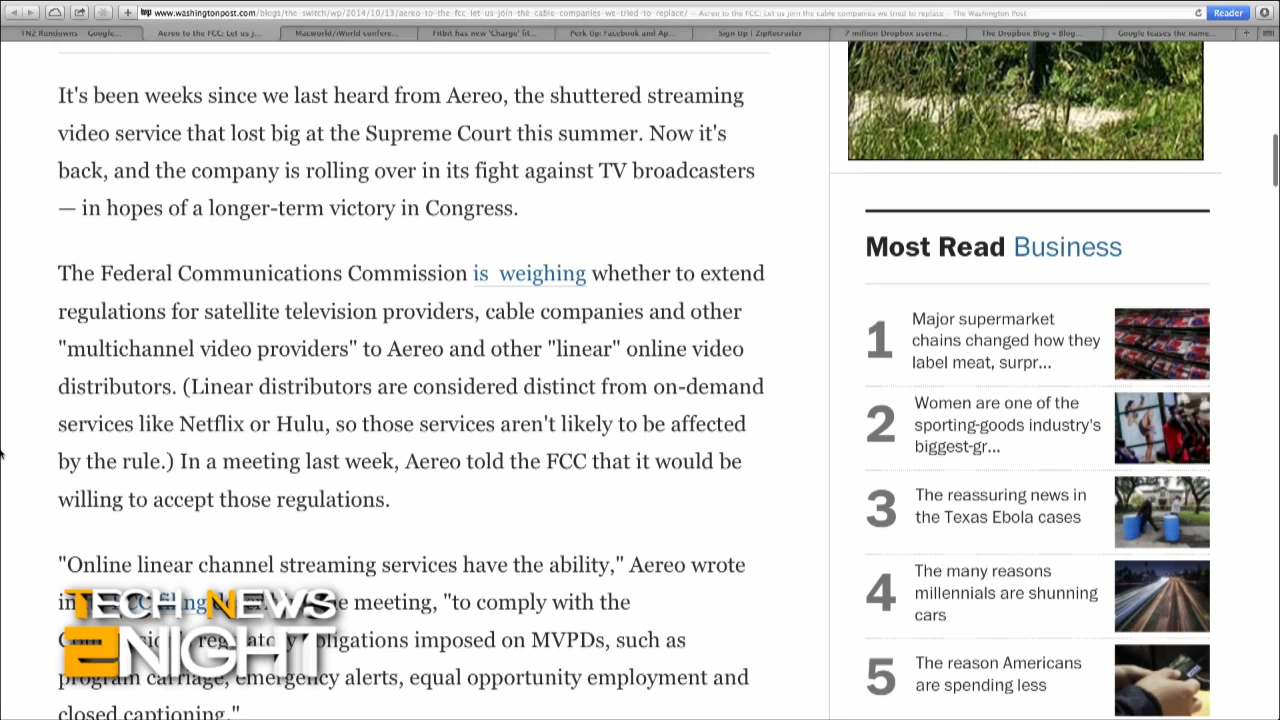 www.washingtonpost.com/blogs/the-switch/wp/2014/10/13/aereo-to-the-fcc-let-us-join-the-cable-companies-we-tried-to-replace/ — Aereo to the FCC: Let us join the cable companies we tried to replace - The Washington Post
Reader
TN2 Rundowns Google...
Aereo to the FCC: Let us j...
Macworld/iWorld confere...
Fitbit has new 'Charge' fit...
Perk Up: Facebook and Ap...
Sign Up | ZipRecruiter
7 million Dropbox userna...
The Dropbox Blog » Blog...
Google teases the name...
It's been weeks since we last heard from Aereo, the shuttered streaming
video service that lost big at the Supreme Court this summer. Now it's
back, and the company is rolling over in its fight against TV broadcasters
— in hopes of a longer-term victory in Congress.
The Federal Communications Commission is weighing whether to extend
regulations for satellite television providers, cable companies and other
"multichannel video providers" to Aereo and other "linear" online video
distributors. (Linear distributors are considered distinct from on-demand
services like Netflix or Hulu, so those services aren't likely to be affected
by the rule.) In a meeting last week, Aereo told the FCC that it would be
willing to accept those regulations.
"Online linear channel streaming services have the ability," Aereo wrote
in filing meeting, "to comply with the
obligations imposed on MVPDs, such as
program carriage, emergency alerts, equal opportunity employment and
closed captioning."
TECH NEWS
2NIGHT
Most Read Business
1
Major supermarket
chains changed how they
label meat, surpr...
2
Women are one of the
sporting-goods industry's
biggest-gr...
3
The reassuring news in
the Texas Ebola cases
4
The many reasons
millennials are shunning
cars
5
The reason Americans
are spending less